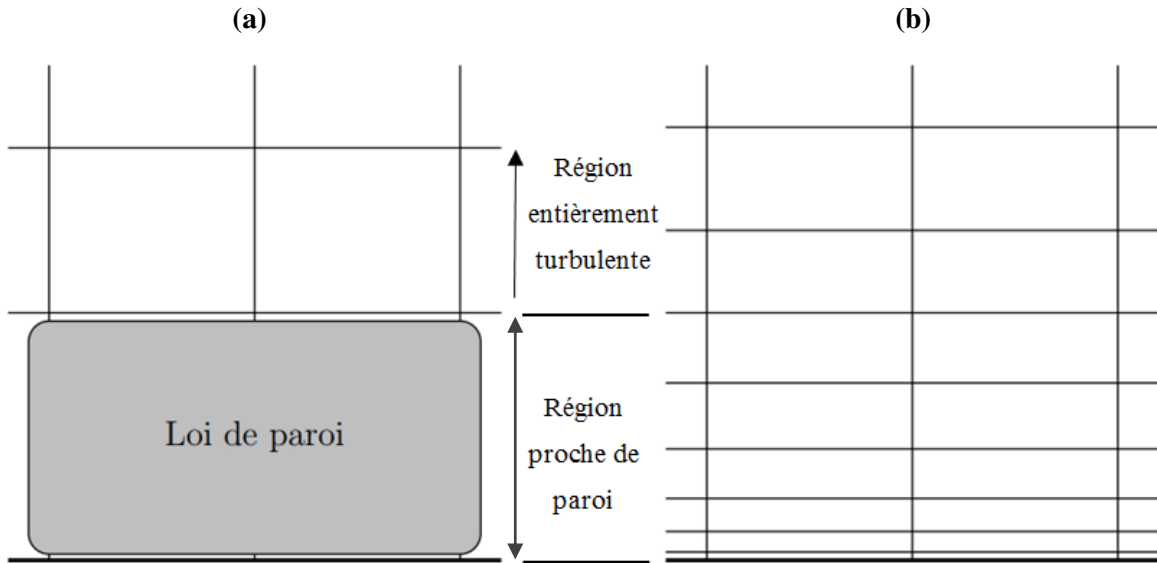 (a)
(b)
Région
entièrement
turbulente
Loi de paroi
Région
proche de
paroi